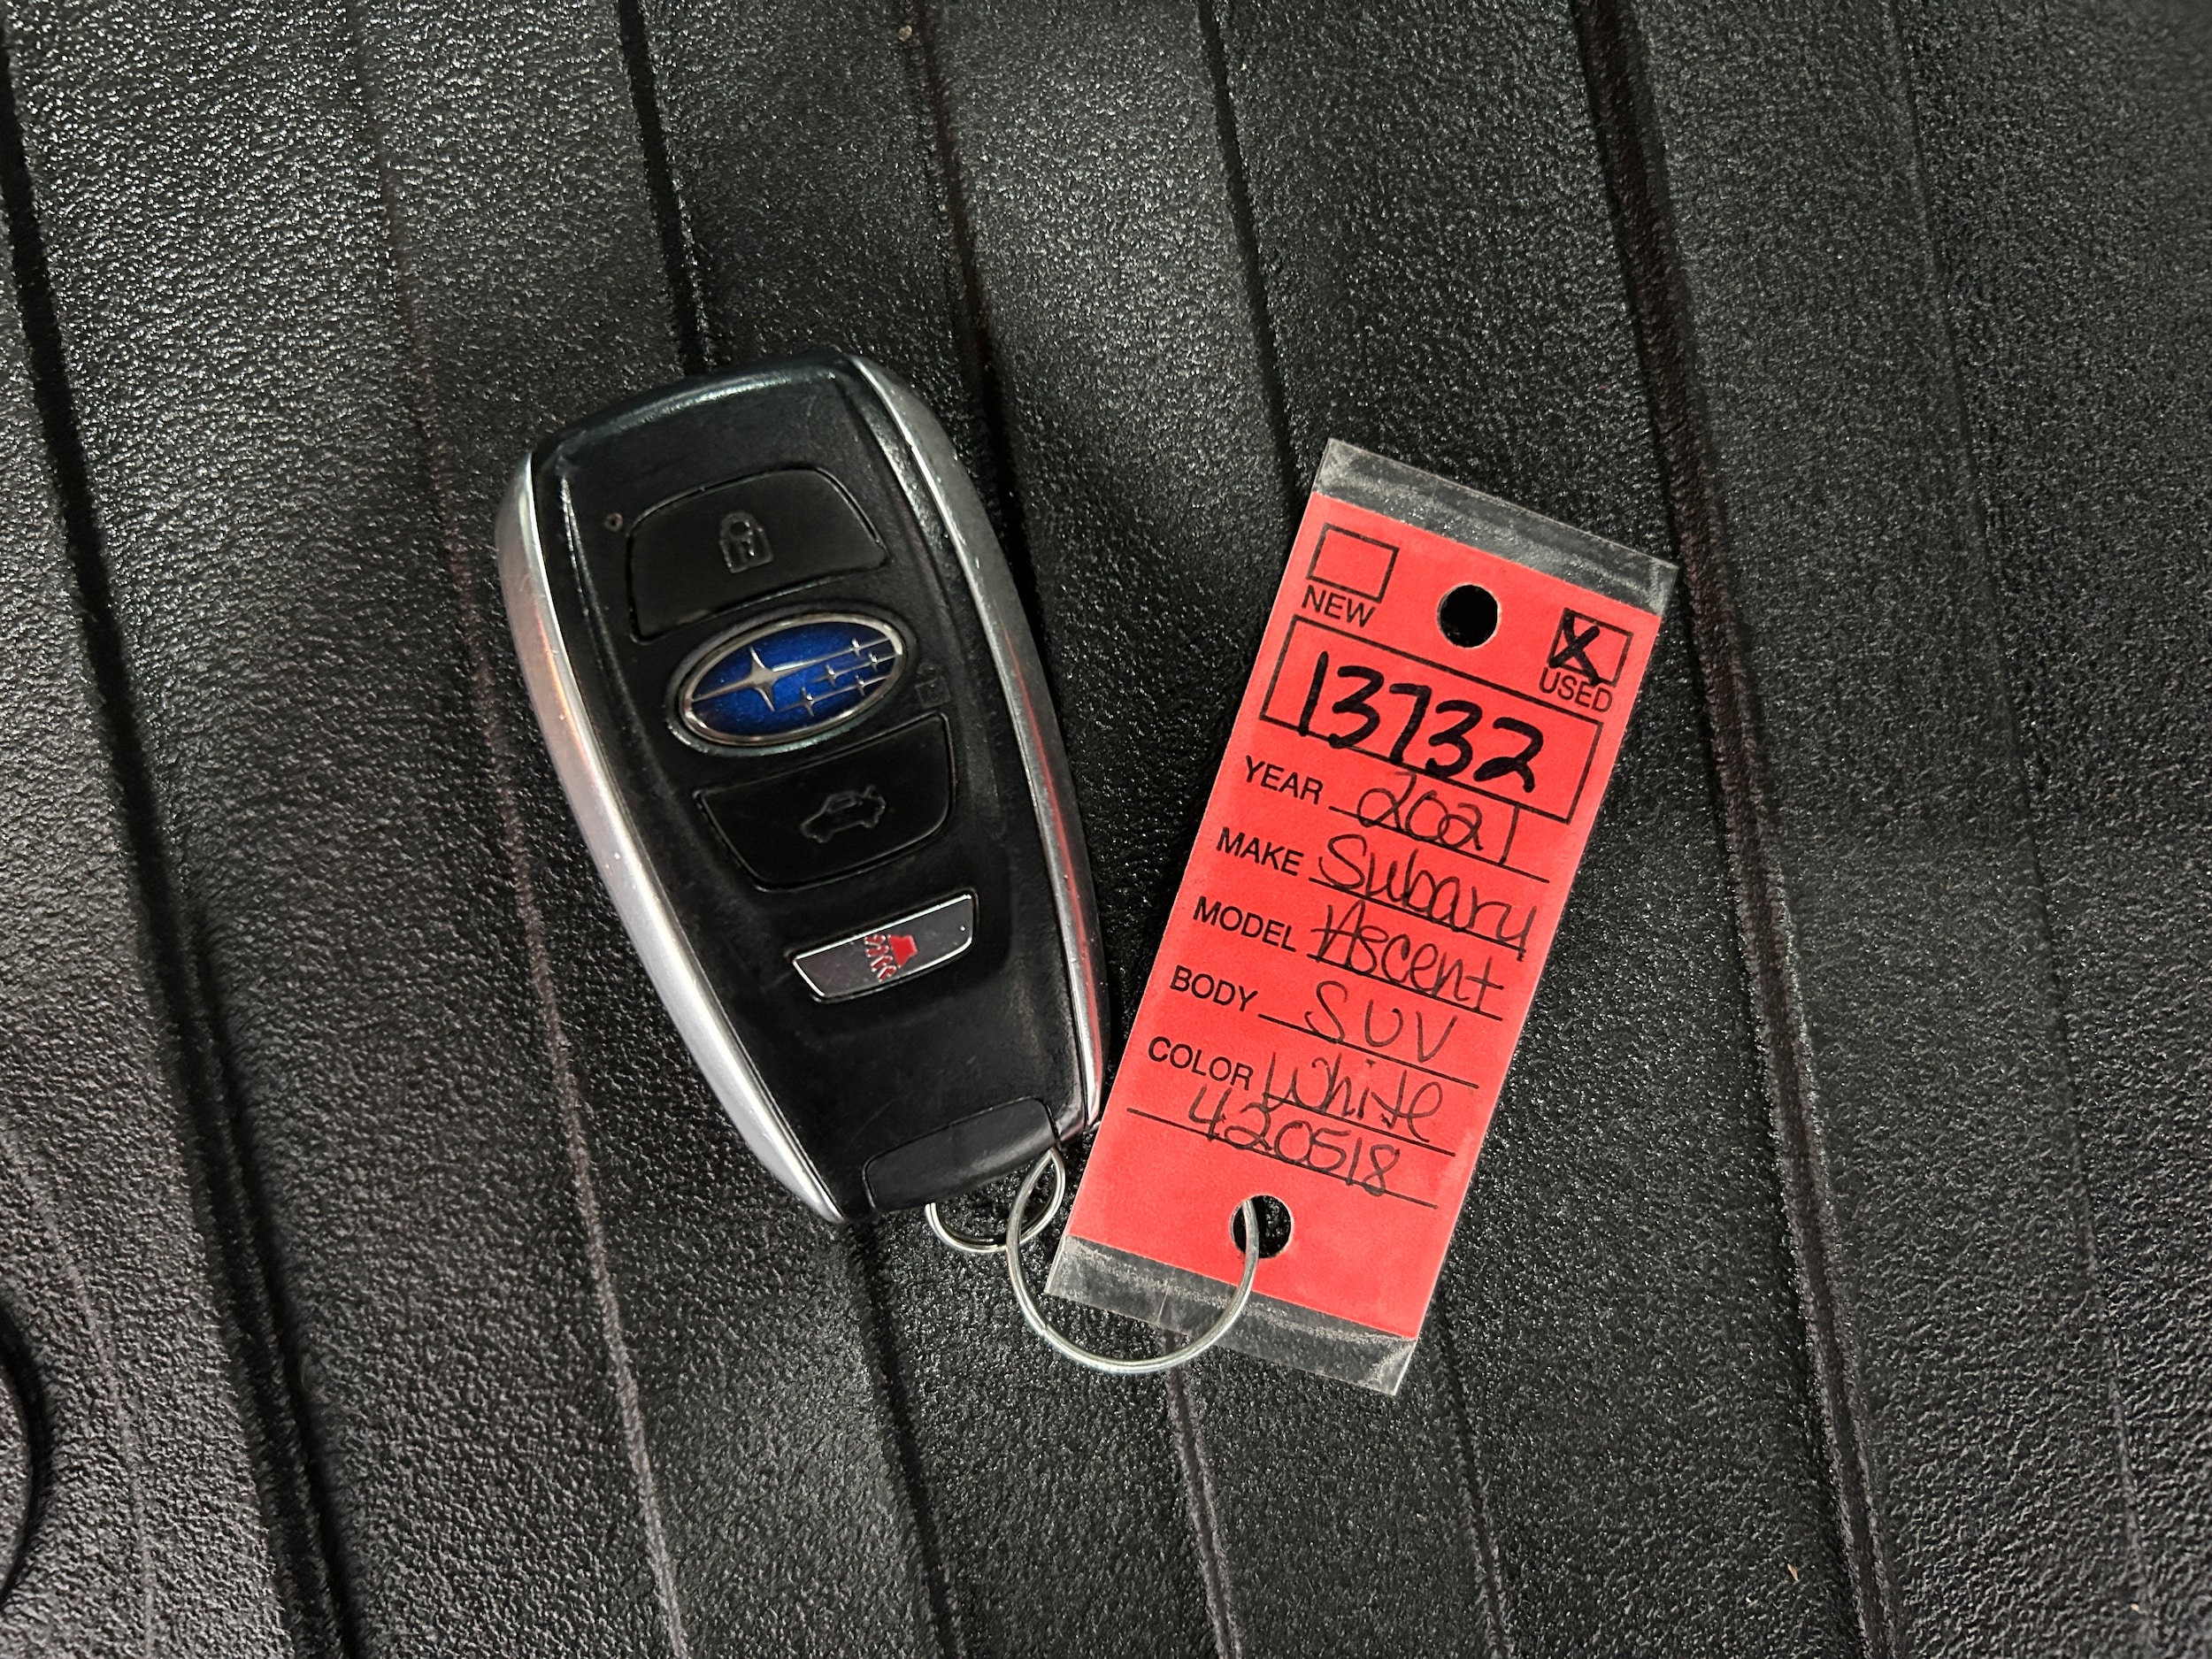 NEW
X
USED
13732
YEAR 2021
MAKE Subaru
MODEL Ascent
BODY SUV
COLOR White
420518